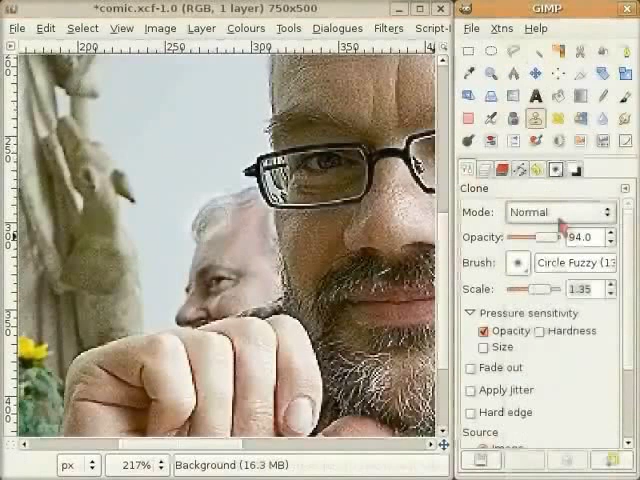 *comic.xcf-1.0 (RGB, 1 layer) 750x500
File Edit Select View Image Layer Colours Tools Dialogues Filters Script-
200 250 300 350
px 217% Background (16.3 MB)
GIMP
File Xtns Help
Clone
Mode: Normal
Opacity: 94.0
Brush: Circle Fuzzy (13
Scale: 1.35
Pressure sensitivity
Opacity Hardness
Size
Fade out
Apply Jitter
Hard edge
Source
Image